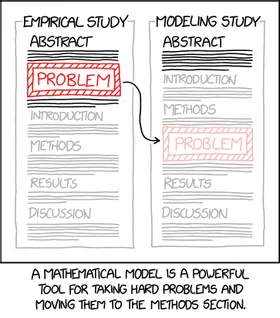 EMPIRICAL STUDY
ABSTRACT
PROBLEM
INTRODUCTION
METHODS
RESULTS
DISCUSSION
MODELING STUDY
ABSTRACT
INTRODUCTION
METHODS
PROBLEM
RESULTS
DISCUSSION
A MATHEMATICAL MODEL IS A POWERFUL
TOOL FOR TAKING HARD PROBLEMS AND
MOVING THEM TO THE METHODS SECTION.